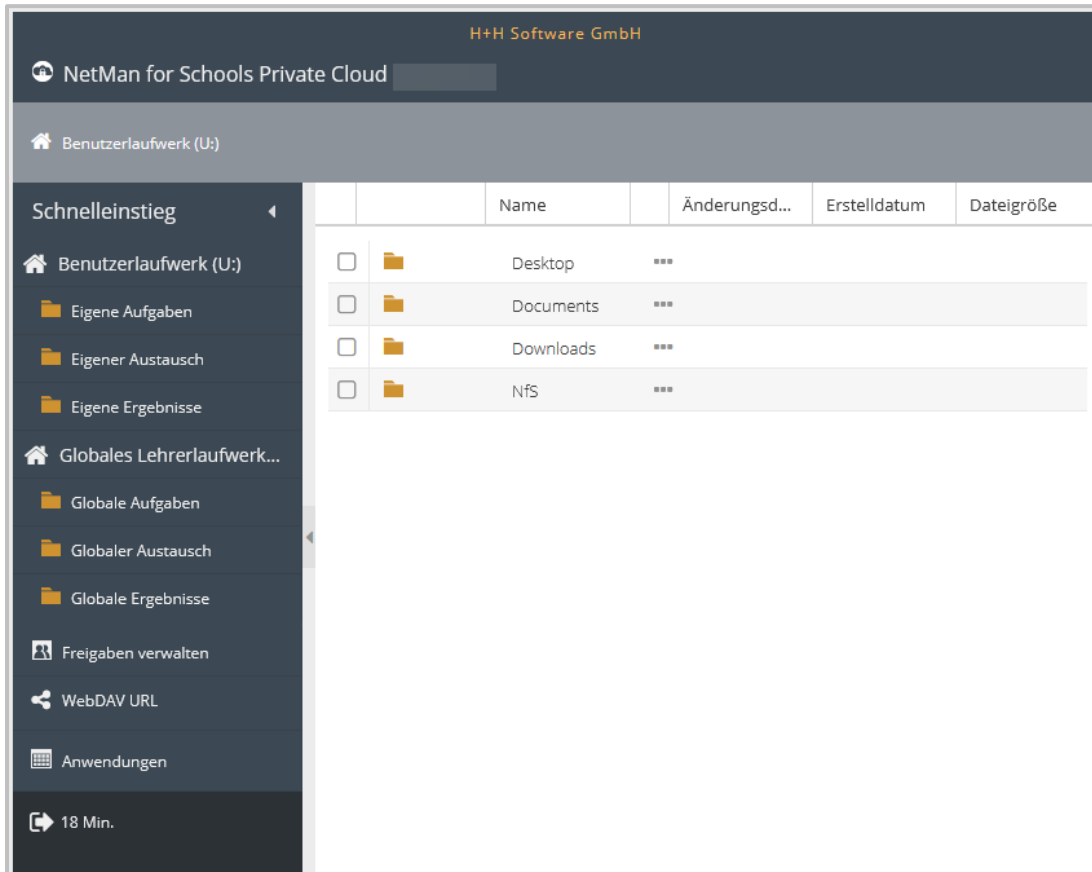 H+H Software GmbH
NetMan for Schools Private Cloud
Benutzerlaufwerk (U:)
Schnelleinstieg
Name Änderungsd... Erstelldatum Dateigröße
Benutzerlaufwerk (U:)
Eigene Aufgaben
Eigener Austausch
Eigene Ergebnisse
Globales Lehrerlaufwerk...
Globale Aufgaben
Globaler Austausch
Globale Ergebnisse
Freigaben verwalten
WebDAV URL
Anwendungen
18 Min.
Desktop
Documents
Downloads
NfS